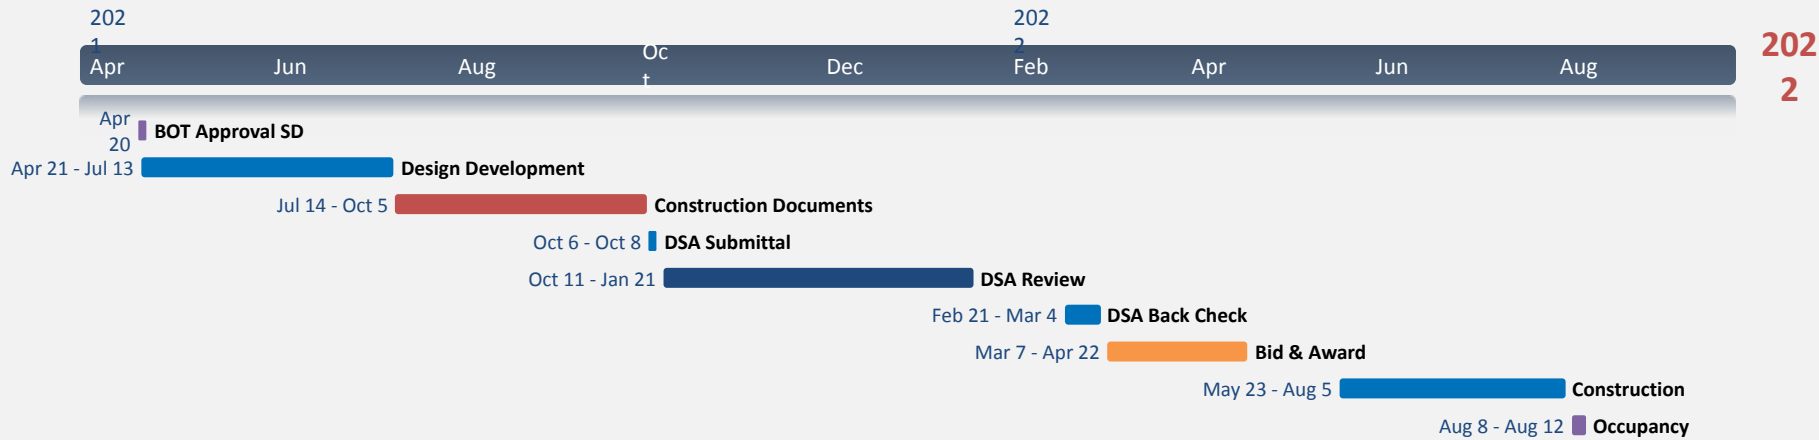 202
1
202
2
202
2
Apr Jun Aug Oc
t Dec Feb Apr Jun Aug
Apr
20 BOT Approval SD
Apr 21 - Jul 13 Design Development
Jul 14 - Oct 5 Construction Documents
Oct 6 - Oct 8 DSA Submittal
Oct 11 - Jan 21 DSA Review
Feb 21 - Mar 4 DSA Back Check
Mar 7 - Apr 22 Bid & Award
May 23 - Aug 5 Construction
Aug 8 - Aug 12 Occupancy